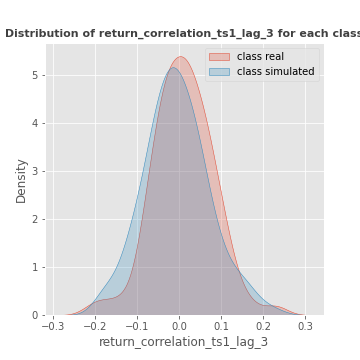 Distribution of return_correlation_ts1_lag_3 for each class
class real
class simulated
5
4
3
2
1
0
Density
−0.3 −0.2 −0.1 0.0 0.1 0.2 0.3
return_correlation_ts1_lag_3